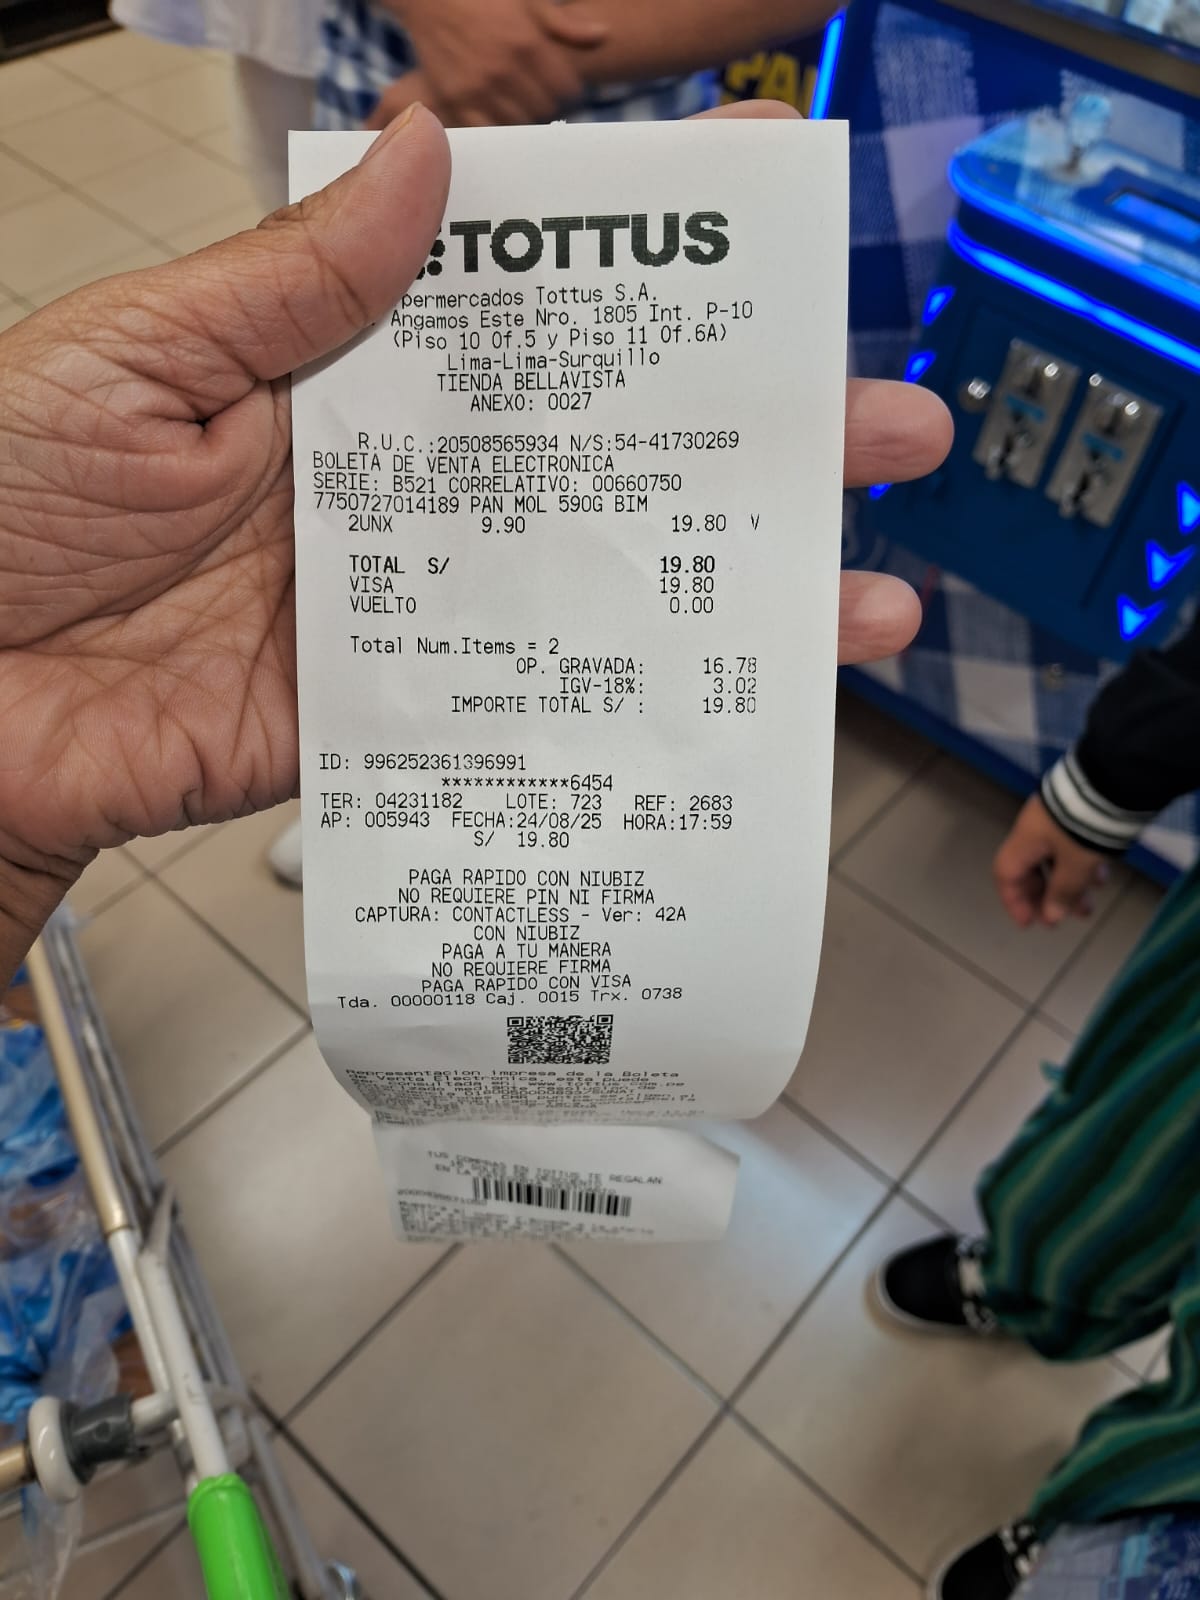 TOTTUS
permercados Tottus S.A.
Angamos Este Nro. 1805 Int. P-10
(Piso 10 Of.5 y Piso 11 Of.6A)
Lima-Lima-Surquillo
TIENDA BELLAVISTA
ANEXO: 0027
R.U.C.:20508565934 N/S:54-41730269
BOLETA DE VENTA ELECTRONICA
SERIE: B521 CORRELATIVO: 00660750
7750727014189 PAN MOL 590G BIM
2UNX 9.90 19.80 V
TOTAL S/ 19.80
VISA 19.80
VUELTO 0.00
Total Num.Items = 2
OP. GRAVADA: 16.78
IGV-18%: 3.02
IMPORTE TOTAL S/ : 19.80
ID: 996252361396991
************6454
TER: 04231182 LOTE: 723 REF: 2683
AP: 005943 FECHA:24/08/25 HORA:17:59
S/ 19.80
PAGA RAPIDO CON NIUBIZ
NO REQUIERE PIN NI FIRMA
CAPTURA: CONTACTLESS - Ver: 42A
CON NIUBIZ
PAGA A TU MANERA
NO REQUIERE FIRMA
PAGA RAPIDO CON VISA
Tda. 00000118 Caj. 0015 Trx. 0738
Representacion impresa de la Boleta
de Venta Electronica, esta puede
consultada en www.tottus.com.pe
TUS COMPRAS EN TOTTUS TE REGALAN